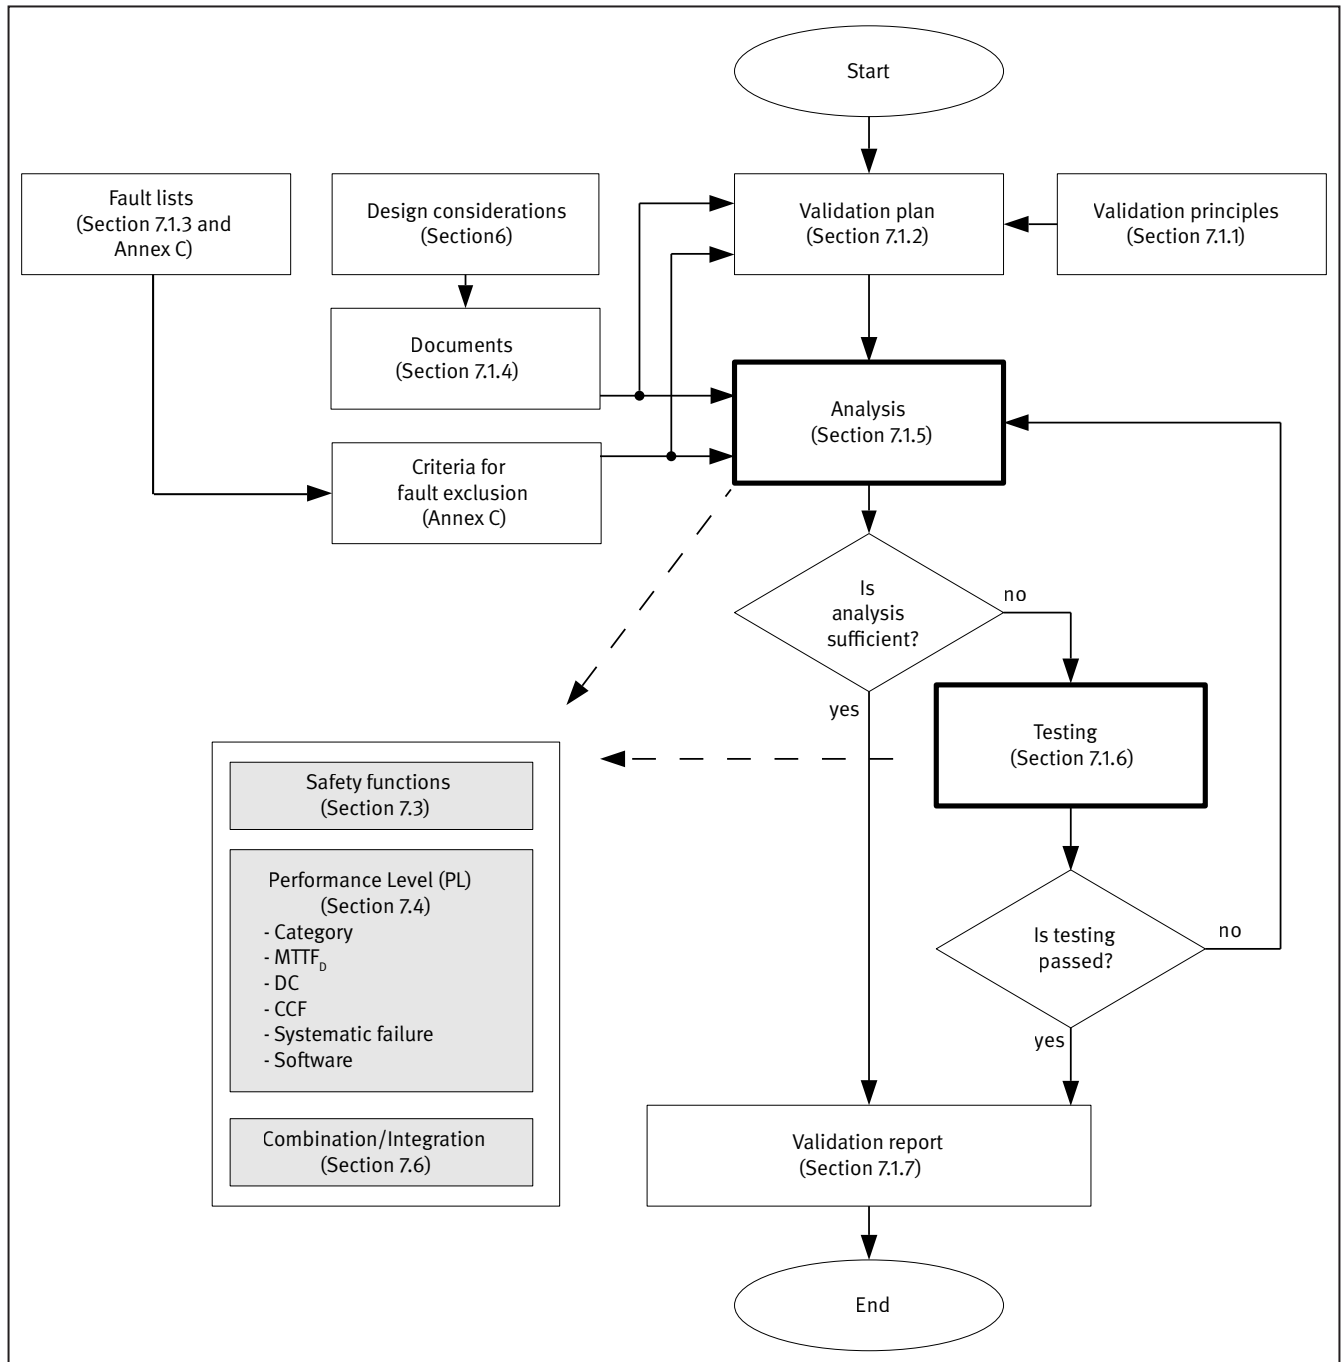 Start
Fault lists
(Section 7.1.3 and
Annex C)
Design considerations
(Section6)
Validation plan
(Section 7.1.2)
Validation principles
(Section 7.1.1)
Documents
(Section 7.1.4)
Analysis
(Section 7.1.5)
Criteria for
fault exclusion
(Annex C)
Is
analysis
sufficient?
no
yes
Testing
(Section 7.1.6)
Safety functions
(Section 7.3)
Performance Level (PL)
(Section 7.4)
- Category
- MTTFD
- DC
- CCF
- Systematic failure
- Software
Is testing
passed?
no
yes
Combination/Integration
(Section 7.6)
Validation report
(Section 7.1.7)
End